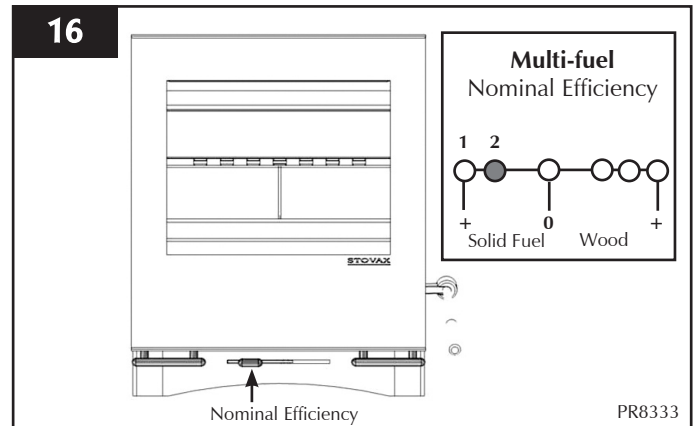 16
Multi-fuel
Nominal Efficiency
1 2
+ 0 +
Solid Fuel Wood
STOVAX
Nominal Efficiency
PR8333